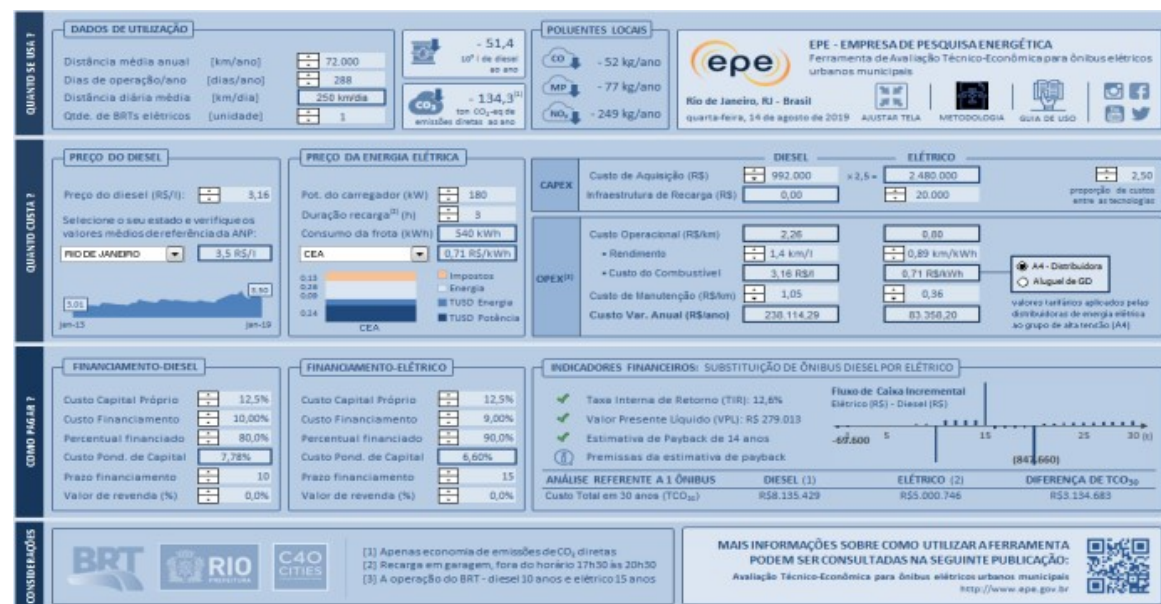 QUANTO SE USA ?
DADOS DE UTILIZAÇÃO
Distância média anual [km/ano] 72.000
Dias de operação/ano [dias/ano] 288
Distância diária média [km/dia] 250 km/dia
Qtde. de BRTs elétricos [unidade] 1
- 51,4
10³ l de diesel
ao ano
CO₂
- 134,3[1]
ton CO₂-eq de
emissões diretas ao ano
POLUENTES LOCAIS
CO - 52 kg/ano
MP - 77 kg/ano
NOₓ - 249 kg/ano
epe
EPE - EMPRESA DE PESQUISA ENERGÉTICA
Ferramenta de Avaliação Técnico-Econômica para ônibus elétricos
urbanos municipais
Rio de Janeiro, RJ - Brasil
quarta-feira, 14 de agosto de 2019
AJUSTAR TELA
METODOLOGIA
GUIA DE USO
QUANTO CUSTA ?
PREÇO DO DIESEL
Preço do diesel (R$/l): 3,16
Selecione o seu estado e verifique os
valores médios de referência da ANP:
RIO DE JANEIRO 3,5 R$/l
3,01
3,50
jan-13 jan-19
PREÇO DA ENERGIA ELÉTRICA
Pot. do carregador (kW) 180
Duração recarga[2] (h) 3
Consumo da frota (kWh) 540 kWh
CEA 0,71 R$/kWh
0.13
0.28
0.09
0.24
CEA
Impostos
Energia
TUSD Energia
TUSD Potência
DIESEL ELÉTRICO
CAPEX
Custo de Aquisição (R$) 992.000 x 2,5 = 2.480.000 2,50
Infraestrutura de Recarga (R$) 0,00 20.000
proporção de custos
entre as tecnologias
OPEX[3]
Custo Operacional (R$/km) 2,26 0,80
• Rendimento 1,4 km/l 0,89 km/kWh
• Custo do Combustível 3,16 R$/l 0,71 R$/kWh
Custo de Manutenção (R$/km) 1,05 0,36
Custo Var. Anual (R$/ano) 238.114,29 83.358,20
A4 - Distribuidora
Aluguel de GD
valores tarifários aplicados pelas
distribuidoras de energia elétrica
ao grupo de alta tensão (A4)
COMO PAGAR ?
FINANCIAMENTO-DIESEL
Custo Capital Próprio 12,5%
Custo Financiamento 10,00%
Percentual financiado 80,0%
Custo Pond. de Capital 7,78%
Prazo financiamento 10
Valor de revenda (%) 0,0%
FINANCIAMENTO-ELÉTRICO
Custo Capital Próprio 12,5%
Custo Financiamento 9,00%
Percentual financiado 90,0%
Custo Pond. de Capital 6,60%
Prazo financiamento 15
Valor de revenda (%) 0,0%
INDICADORES FINANCEIROS: SUBSTITUIÇÃO DE ÔNIBUS DIESEL POR ELÉTRICO
Taxa Interna de Retorno (TIR): 12,6%
Valor Presente Líquido (VPL): R$ 279.013
Estimativa de Payback de 14 anos
Premissas da estimativa de payback
Fluxo de Caixa Incremental
Elétrico (R$) - Diesel (R$)
5 15 25 30 (t)
-69.600
(847.660)
ANÁLISE REFERENTE A 1 ÔNIBUS DIESEL (1) ELÉTRICO (2) DIFERENÇA DE TCO₃₀
Custo Total em 30 anos (TCO₃₀) R$8.135.429 R$5.000.746 R$3.134.683
CONSIDERAÇÕES
BRT
RIO
PREFEITURA
C40
CITIES
[1] Apenas economia de emissões de CO₂ diretas
[2] Recarga em garagem, fora do horário 17h30 às 20h30
[3] A operação do BRT - diesel 10 anos e elétrico 15 anos
MAIS INFORMAÇÕES SOBRE COMO UTILIZAR A FERRAMENTA
PODEM SER CONSULTADAS NA SEGUINTE PUBLICAÇÃO:
Avaliação Técnico-Econômica para ônibus elétricos urbanos municipais
http://www.epe.gov.br